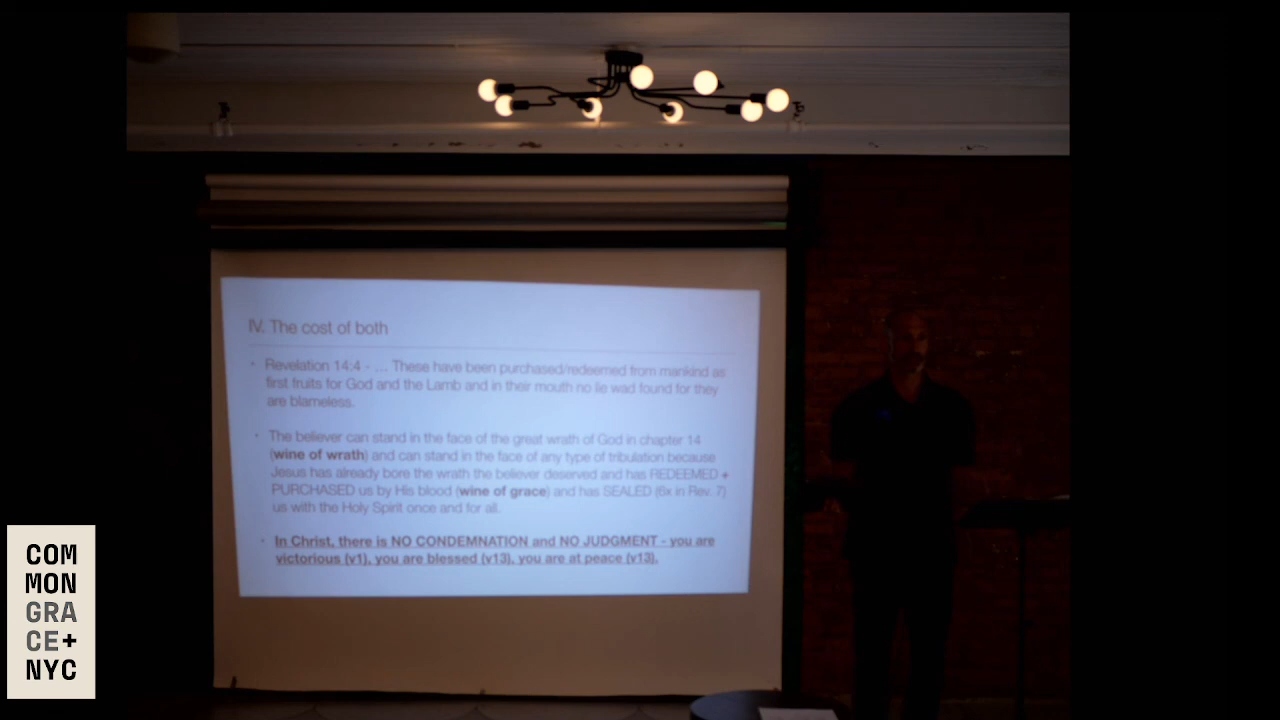 IV. The cost of both
• Revelation 14:4 - ... These have been purchased/redeemed from mankind as
first fruits for God and the Lamb and in their mouth no lie wad found for they
are blameless.
• The believer can stand in the face of the great wrath of God in chapter 14
(wine of wrath) and can stand in the face of any type of tribulation because
Jesus has already bore the wrath the believer deserved and has REDEEMED +
PURCHASED us by His blood (wine of grace) and has SEALED (6x in Rev. 7)
us with the Holy Spirit once and for all.
• In Christ, there is NO CONDEMNATION and NO JUDGMENT - you are
victorious (v1), you are blessed (v13), you are at peace (v13).
COM
MON
GRA
CE+
NYC